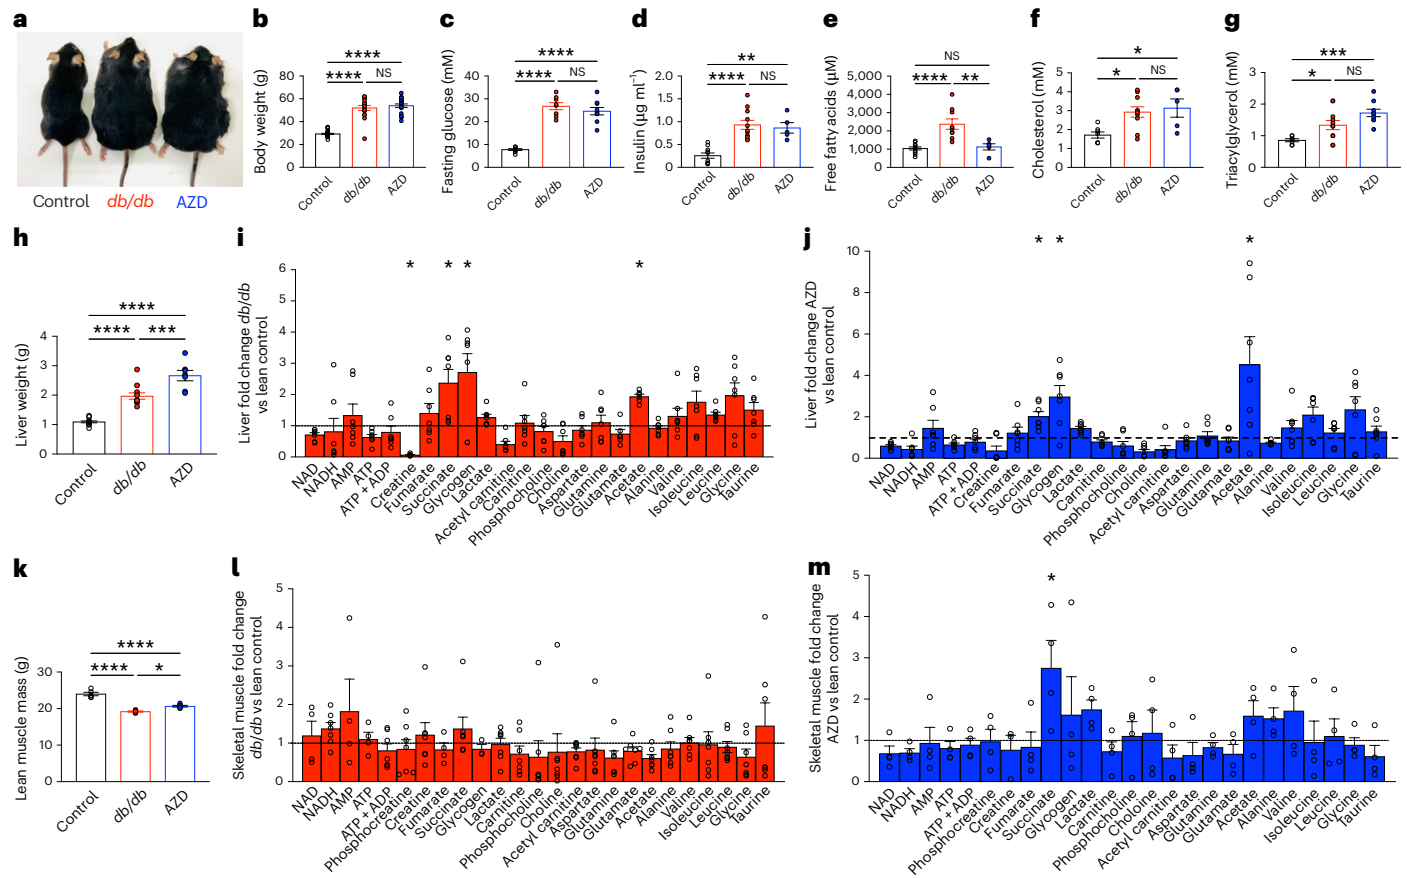 a
Control db/db AZD
b
Body weight (g)
80
60
40
20
0
****
****
NS
Control
db/db
AZD
c
Fasting glucose (mM)
40
30
20
10
0
****
****
NS
Control
db/db
AZD
d
Insulin (µg ml⁻¹)
2.0
1.5
1.0
0.5
0
**
****
NS
Control
db/db
AZD
e
Free fatty acids (µM)
5,000
4,000
3,000
2,000
1,000
0
NS
****
**
Control
db/db
AZD
f
Cholesterol (mM)
5
4
3
2
1
0
*
*
NS
Control
db/db
AZD
g
Triacylglycerol (mM)
3
2
1
0
***
*
NS
Control
db/db
AZD
h
Liver weight (g)
4
3
2
1
0
****
****
***
Control
db/db
AZD
i
Liver fold change db/db
vs lean control
6
5
4
3
2
1
0
*
*
*
*
NAD
NADH
AMP
ATP
ATP + ADP
Creatine
Fumarate
Succinate
Glycogen
Lactate
Acetyl carnitine
Carnitine
Phosphocholine
Choline
Aspartate
Glutamine
Glutamate
Acetate
Alanine
Valine
Isoleucine
Leucine
Glycine
Taurine
j
Liver fold change AZD
vs lean control
10
8
6
4
2
0
*
*
*
NAD
NADH
AMP
ATP
ATP + ADP
Creatine
Fumarate
Succinate
Glycogen
Lactate
Carnitine
Phosphocholine
Choline
Acetyl carnitine
Aspartate
Glutamine
Glutamate
Acetate
Alanine
Valine
Isoleucine
Leucine
Glycine
Taurine
k
Lean muscle mass (g)
30
20
10
0
****
****
*
Control
db/db
AZD
l
Skeletal muscle fold change
db/db vs lean control
5
4
3
2
1
0
NAD
NADH
AMP
ATP
ATP + ADP
Phosphocreatine
Creatine
Fumarate
Succinate
Glycogen
Lactate
Carnitine
Phosphocholine
Choline
Acetyl carnitine
Aspartate
Glutamine
Glutamate
Acetate
Alanine
Valine
Isoleucine
Leucine
Glycine
Taurine
m
Skeletal muscle fold change
AZD vs lean control
5
4
3
2
1
0
*
NAD
NADH
AMP
ATP
ATP + ADP
Phosphocreatine
Creatine
Fumarate
Succinate
Glycogen
Lactate
Carnitine
Phosphocholine
Choline
Acetyl carnitine
Aspartate
Glutamine
Glutamate
Acetate
Alanine
Valine
Isoleucine
Leucine
Glycine
Taurine